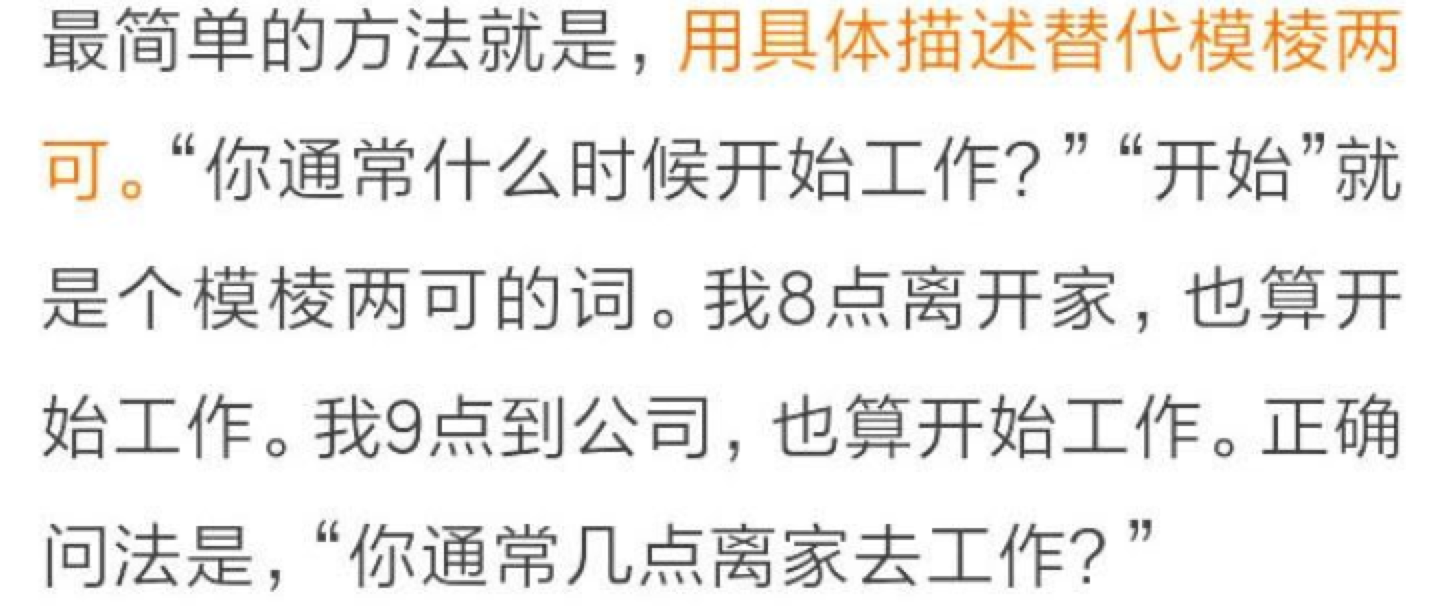 最简单的方法就是，用具体描述替代模棱两
可。“你通常什么时候开始工作？”“开始”就
是个模棱两可的词。我8点离开家，也算开
始工作。我9点到公司，也算开始工作。正确
问法是，“你通常几点离家去工作？”